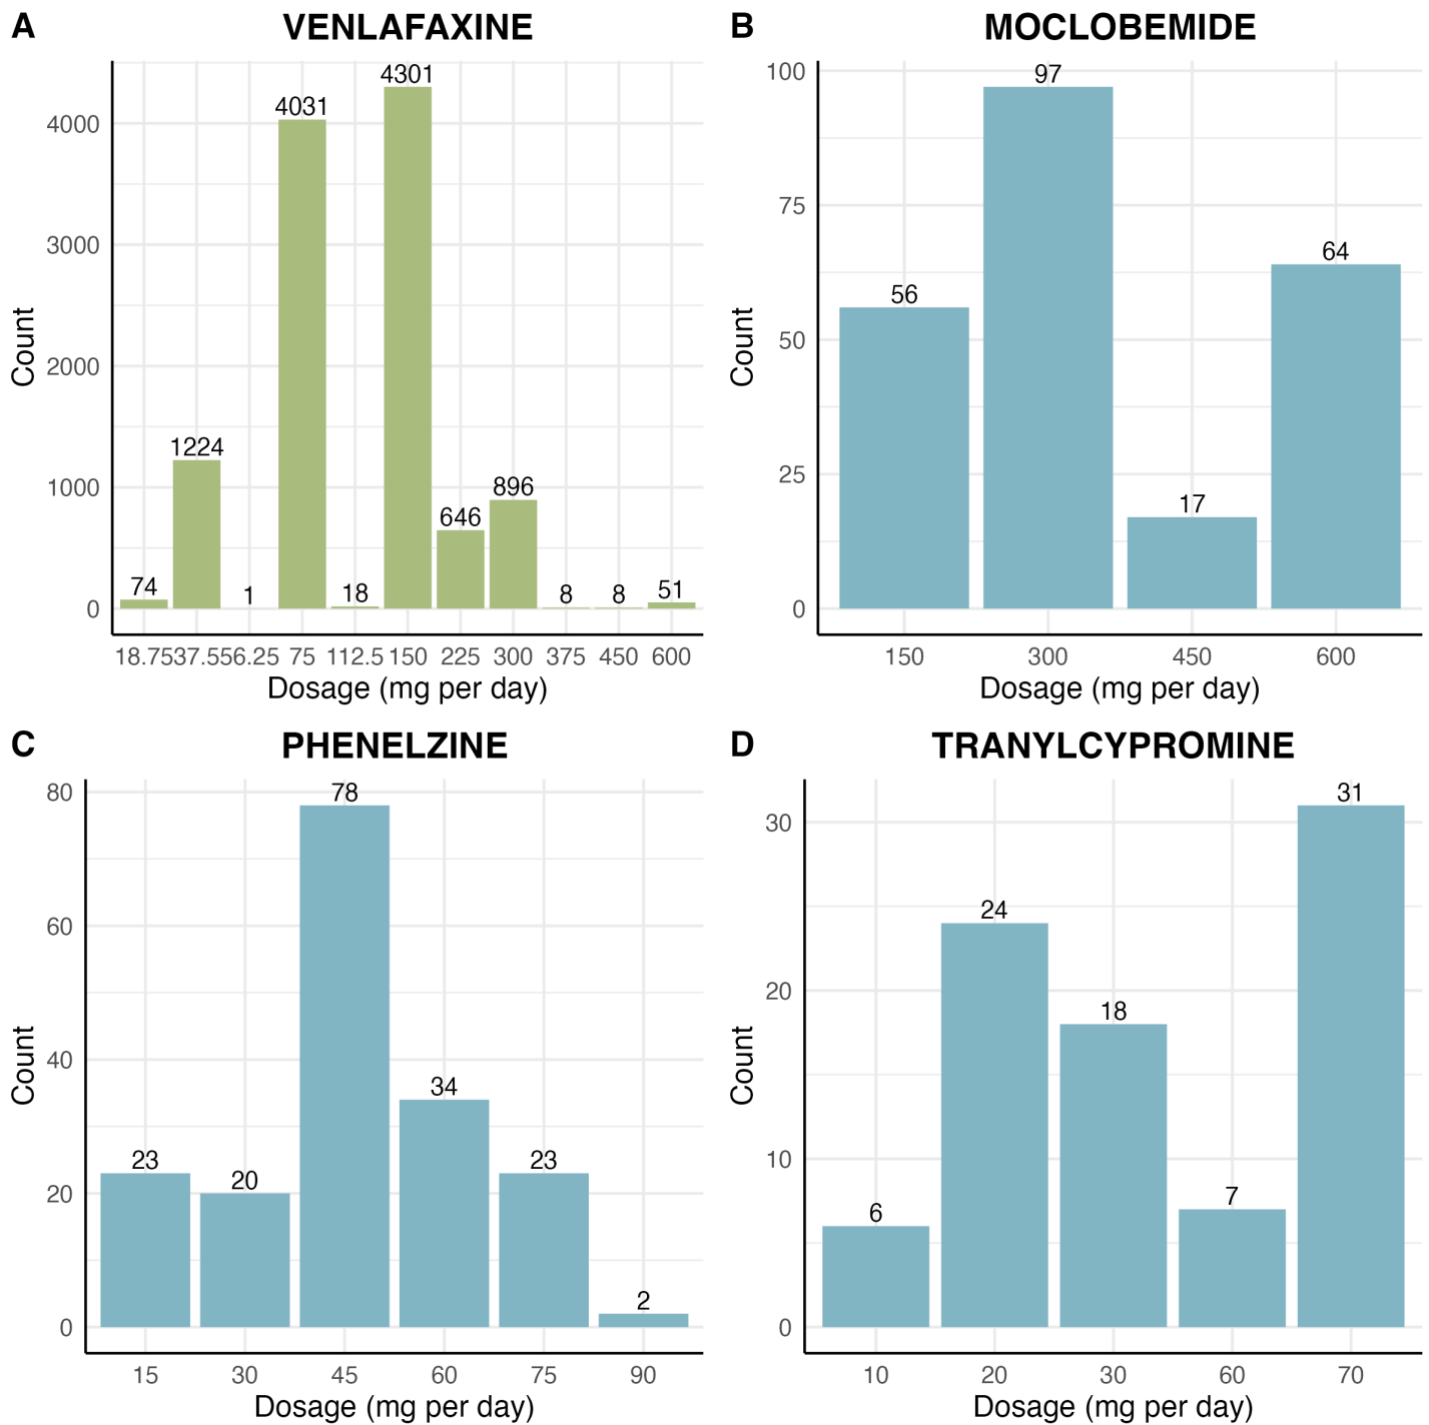 A
VENLAFAXINE
Count
4000
3000
2000
1000
0
74
1224
1
4031
18
4301
646
896
8
8
51
18.75 37.5 56.25 75 112.5 150 225 300 375 450 600
Dosage (mg per day)
B
MOCLOBEMIDE
Count
100
75
50
25
0
56
97
17
64
150 300 450 600
Dosage (mg per day)
C
PHENELZINE
Count
80
60
40
20
0
23
20
78
34
23
2
15 30 45 60 75 90
Dosage (mg per day)
D
TRANYLCYPROMINE
Count
30
20
10
0
6
24
18
7
31
10 20 30 60 70
Dosage (mg per day)